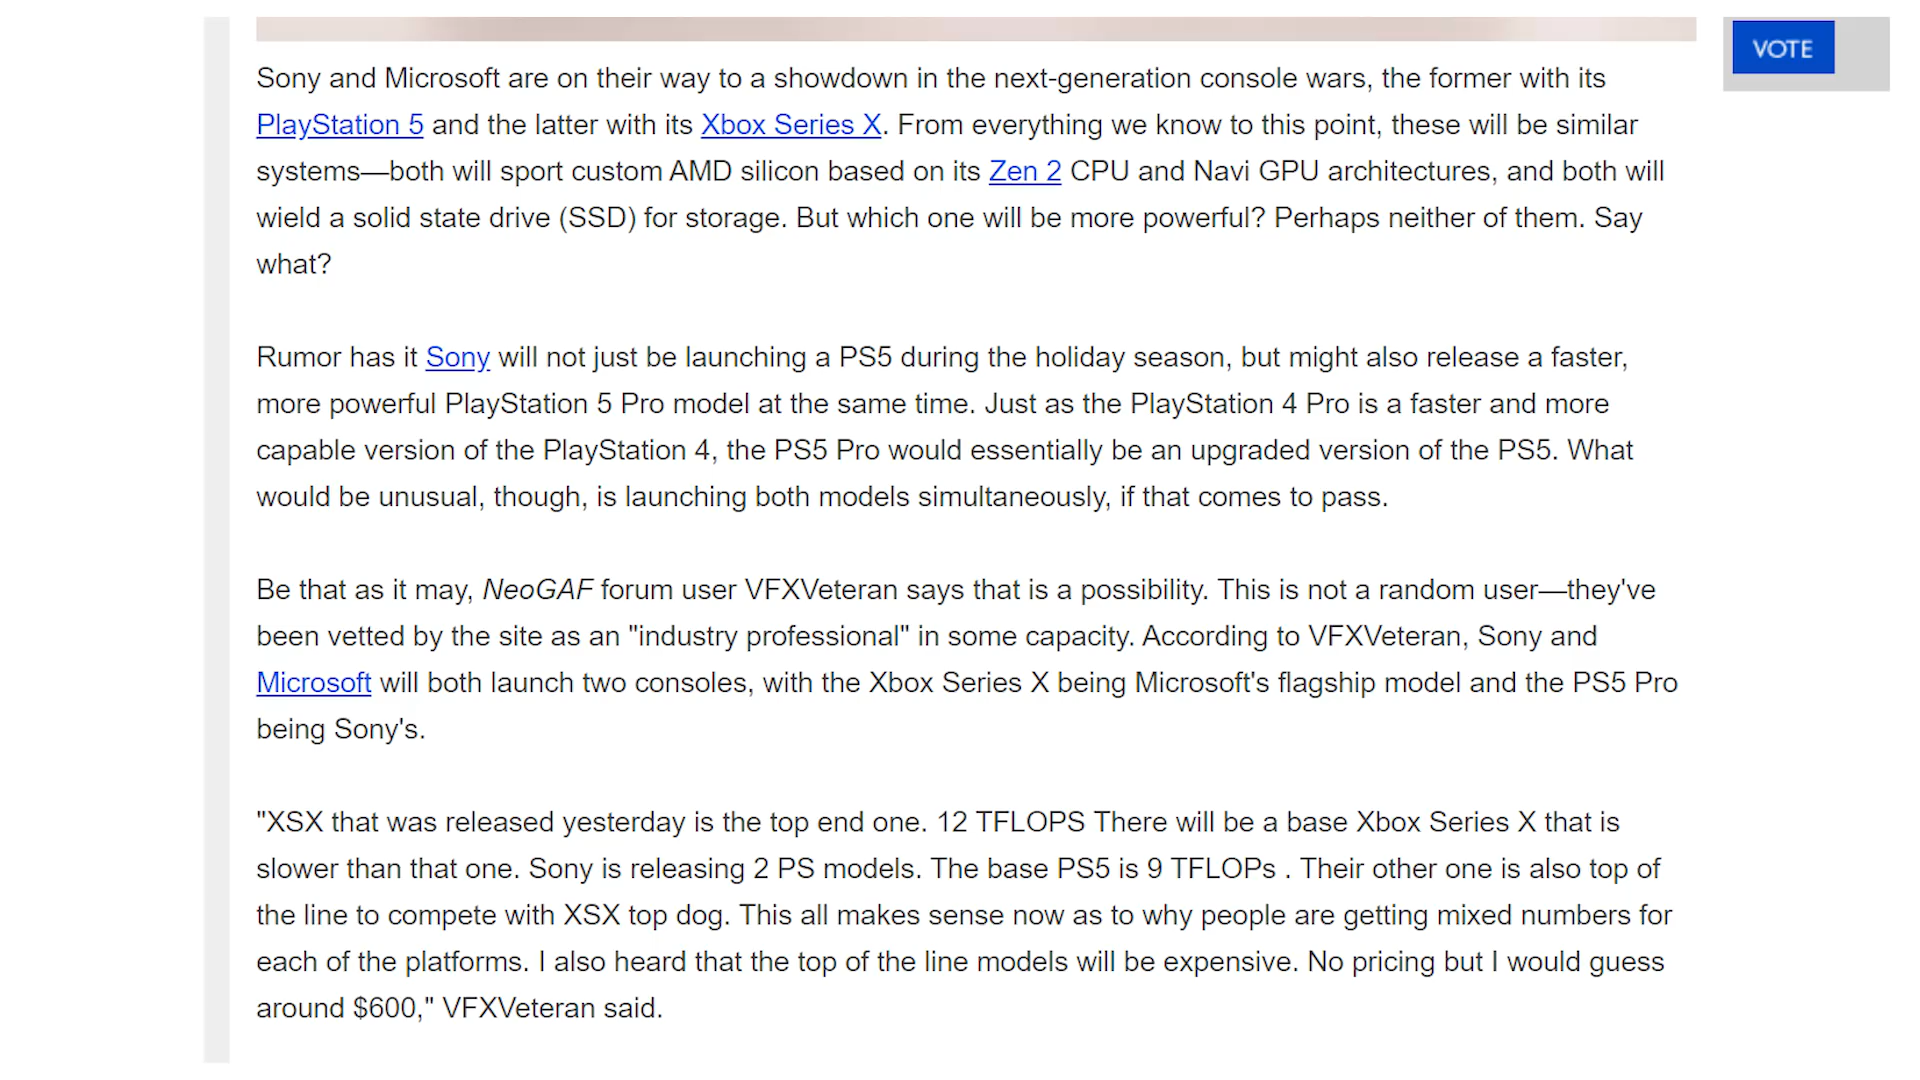 VOTE
Sony and Microsoft are on their way to a showdown in the next-generation console wars, the former with its
PlayStation 5 and the latter with its Xbox Series X. From everything we know to this point, these will be similar
systems—both will sport custom AMD silicon based on its Zen 2 CPU and Navi GPU architectures, and both will
wield a solid state drive (SSD) for storage. But which one will be more powerful? Perhaps neither of them. Say
what?
Rumor has it Sony will not just be launching a PS5 during the holiday season, but might also release a faster,
more powerful PlayStation 5 Pro model at the same time. Just as the PlayStation 4 Pro is a faster and more
capable version of the PlayStation 4, the PS5 Pro would essentially be an upgraded version of the PS5. What
would be unusual, though, is launching both models simultaneously, if that comes to pass.
Be that as it may, NeoGAF forum user VFXVeteran says that is a possibility. This is not a random user—they've
been vetted by the site as an "industry professional" in some capacity. According to VFXVeteran, Sony and
Microsoft will both launch two consoles, with the Xbox Series X being Microsoft's flagship model and the PS5 Pro
being Sony's.
"XSX that was released yesterday is the top end one. 12 TFLOPS There will be a base Xbox Series X that is
slower than that one. Sony is releasing 2 PS models. The base PS5 is 9 TFLOPs . Their other one is also top of
the line to compete with XSX top dog. This all makes sense now as to why people are getting mixed numbers for
each of the platforms. I also heard that the top of the line models will be expensive. No pricing but I would guess
around $600," VFXVeteran said.